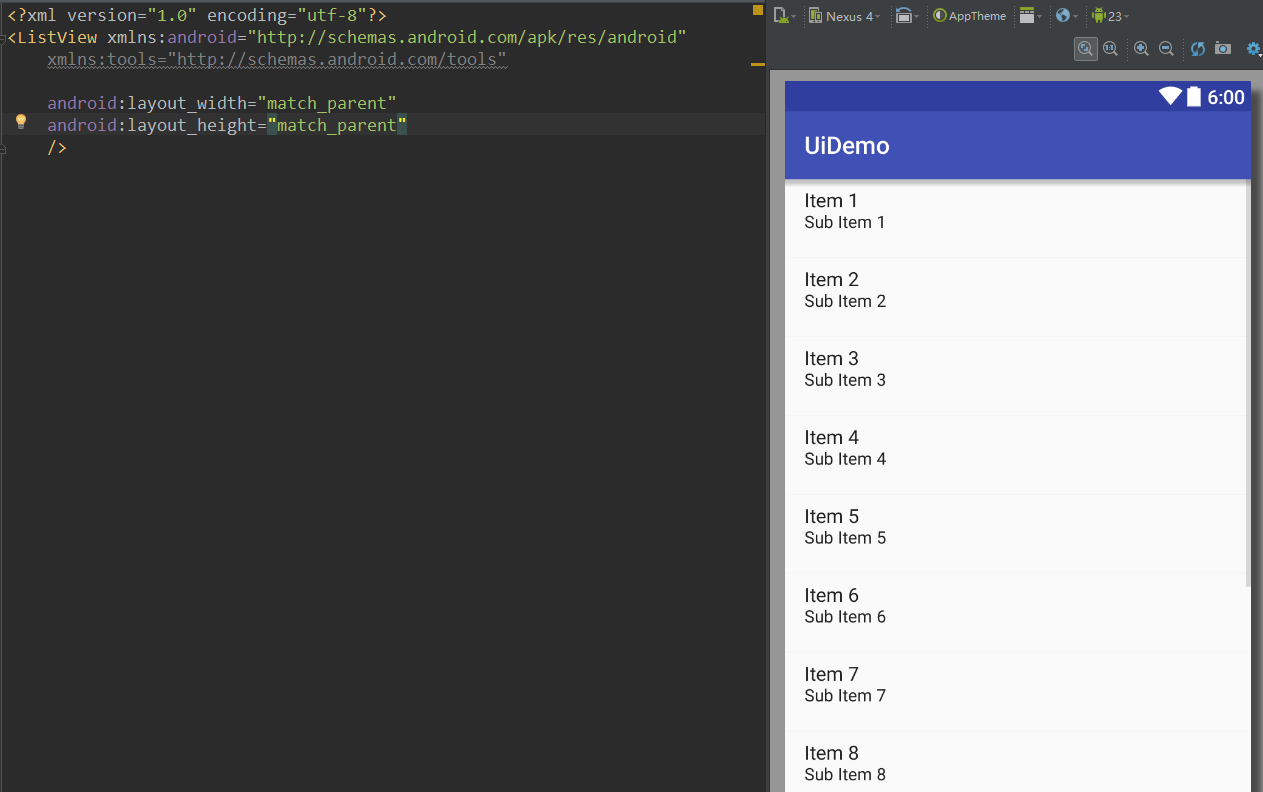 <?xml version="1.0" encoding="utf-8"?>
<ListView xmlns:android="http://schemas.android.com/apk/res/android"
xmlns:tools="http://schemas.android.com/tools"
android:layout_width="match_parent"
android:layout_height="match_parent"
/>
Nexus 4 AppTheme 23
1:1
6:00
UiDemo
Item 1
Sub Item 1
Item 2
Sub Item 2
Item 3
Sub Item 3
Item 4
Sub Item 4
Item 5
Sub Item 5
Item 6
Sub Item 6
Item 7
Sub Item 7
Item 8
Sub Item 8